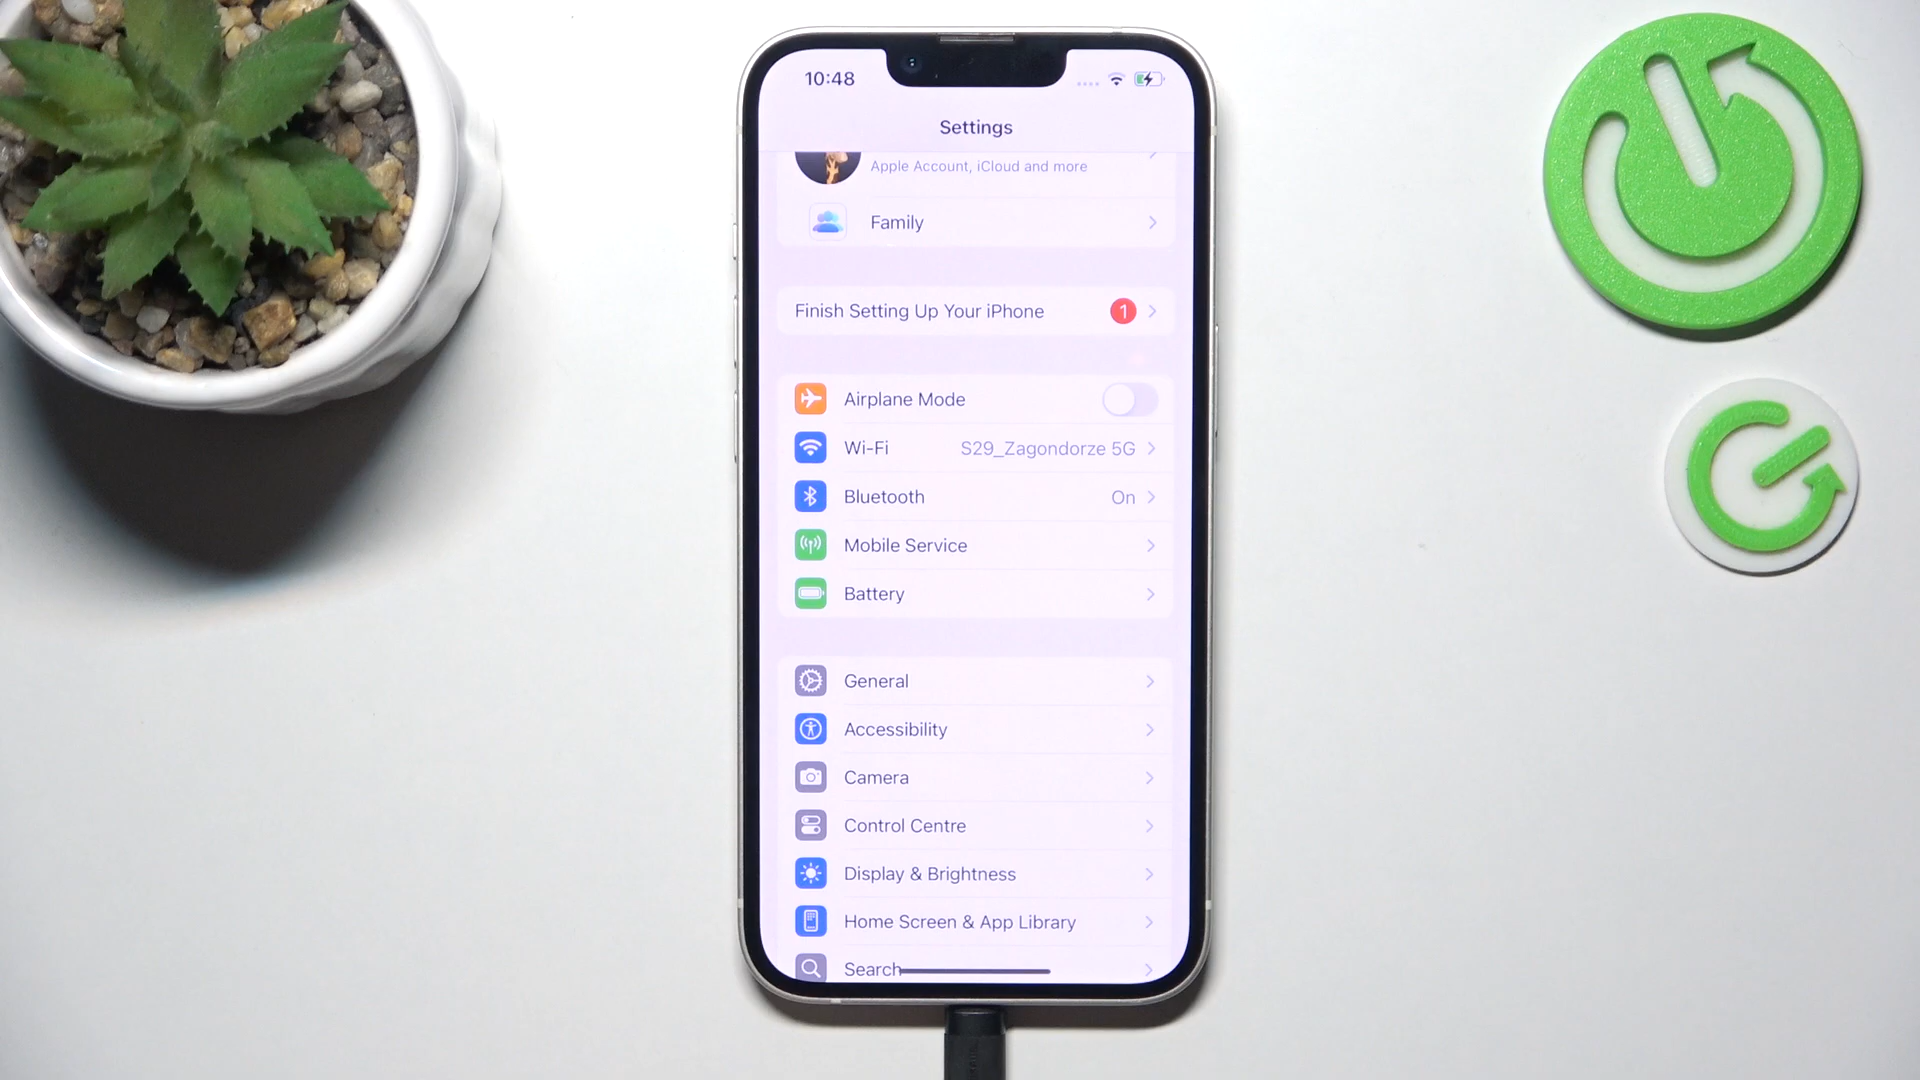 10:48
Settings
Apple Account, iCloud and more
Family
Finish Setting Up Your iPhone 1
Airplane Mode
Wi-Fi S29_Zagondorze 5G
Bluetooth On
Mobile Service
Battery
General
Accessibility
Camera
Control Centre
Display & Brightness
Home Screen & App Library
Search